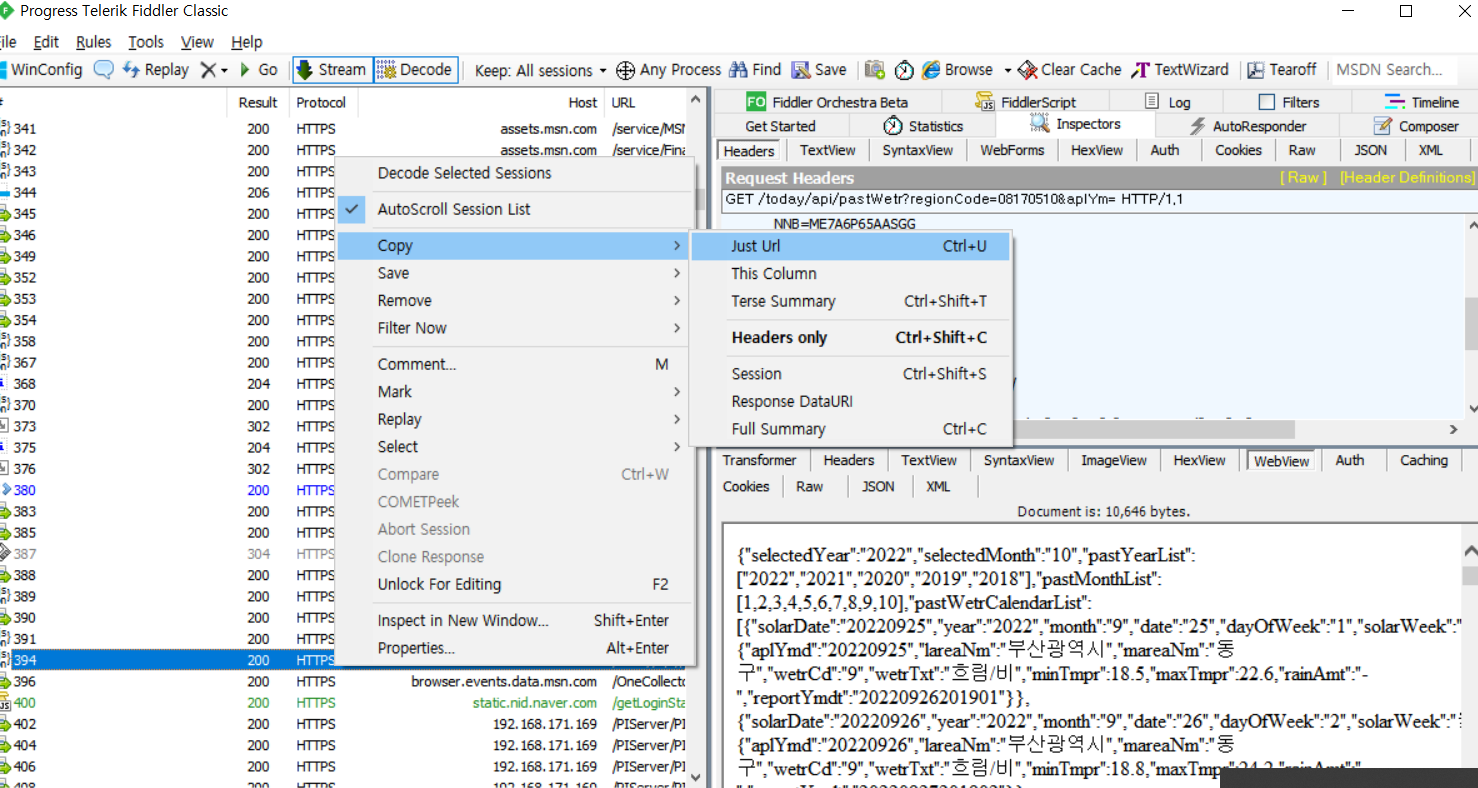 Progress Telerik Fiddler Classic
File Edit Rules Tools View Help
WinConfig Replay Go Stream Decode Keep: All sessions Any Process Find Save Browse Clear Cache TextWizard Tearoff MSDN Search...
# Result Protocol Host URL
341 200 HTTPS assets.msn.com /service/MSN
342 200 HTTPS assets.msn.com /service/Fina
343 200 HTTPS
344 206 HTTPS
345 200 HTTPS
346 200 HTTPS
349 200 HTTPS
352 200 HTTPS
353 200 HTTPS
354 200 HTTPS
358 200 HTTPS
367 200 HTTPS
368 204 HTTPS
370 200 HTTPS
373 302 HTTPS
375 204 HTTPS
376 302 HTTPS
380 200 HTTPS
383 200 HTTPS
385 200 HTTPS
387 304 HTTPS
388 200 HTTPS
389 200 HTTPS
390 200 HTTPS
391 200 HTTPS
394 200 HTTPS
396 200 HTTPS browser.events.data.msn.com /OneCollecto
400 200 HTTPS static.nid.naver.com /getLoginSta
402 200 HTTPS 192.168.171.169 /PIServer/PI
404 200 HTTPS 192.168.171.169 /PIServer/PI
406 200 HTTPS 192.168.171.169 /PIServer/PI
408 200 HTTPS 192.168.171.169 /PIServer/PI
Decode Selected Sessions
AutoScroll Session List
Copy
Save
Remove
Filter Now
Comment... M
Mark
Replay
Select
Compare Ctrl+W
COMETPeek
Abort Session
Clone Response
Unlock For Editing F2
Inspect in New Window... Shift+Enter
Properties... Alt+Enter
Just Url Ctrl+U
This Column
Terse Summary Ctrl+Shift+T
Headers only Ctrl+Shift+C
Session Ctrl+Shift+S
Response DataURI
Full Summary Ctrl+C
FO Fiddler Orchestra Beta FiddlerScript Log Filters Timeline
Get Started Statistics Inspectors AutoResponder Composer
Headers TextView SyntaxView WebForms HexView Auth Cookies Raw JSON XML
Request Headers [ Raw ] [Header Definitions]
GET /today/api/pastWetr?regionCode=08170510&aplYm= HTTP/1,1
NNB=ME7A6P65AASGG
Transformer Headers TextView SyntaxView ImageView HexView WebView Auth Caching
Cookies Raw JSON XML
Document is: 10,646 bytes.
{"selectedYear":"2022","selectedMonth":"10","pastYearList":
["2022","2021","2020","2019","2018"],"pastMonthList":
[1,2,3,4,5,6,7,8,9,10],"pastWetrCalendarList":
[{"solarDate":"20220925","year":"2022","month":"9","date":"25","dayOfWeek":"1","solarWeek":"
{"aplYmd":"20220925","lareaNm":"부산광역시","mareaNm":"동
구","wetrCd":"9","wetrTxt":"흐림/비","minTmpr":18.5,"maxTmpr":22.6,"rainAmt":"-
","reportYmdt":"20220926201901"}},
{"solarDate":"20220926","year":"2022","month":"9","date":"26","dayOfWeek":"2","solarWeek":"
{"aplYmd":"20220926","lareaNm":"부산광역시","mareaNm":"동
구","wetrCd":"9","wetrTxt":"흐림/비","minTmpr":18.8,"maxTmpr":24.2,"rainAmt":"-